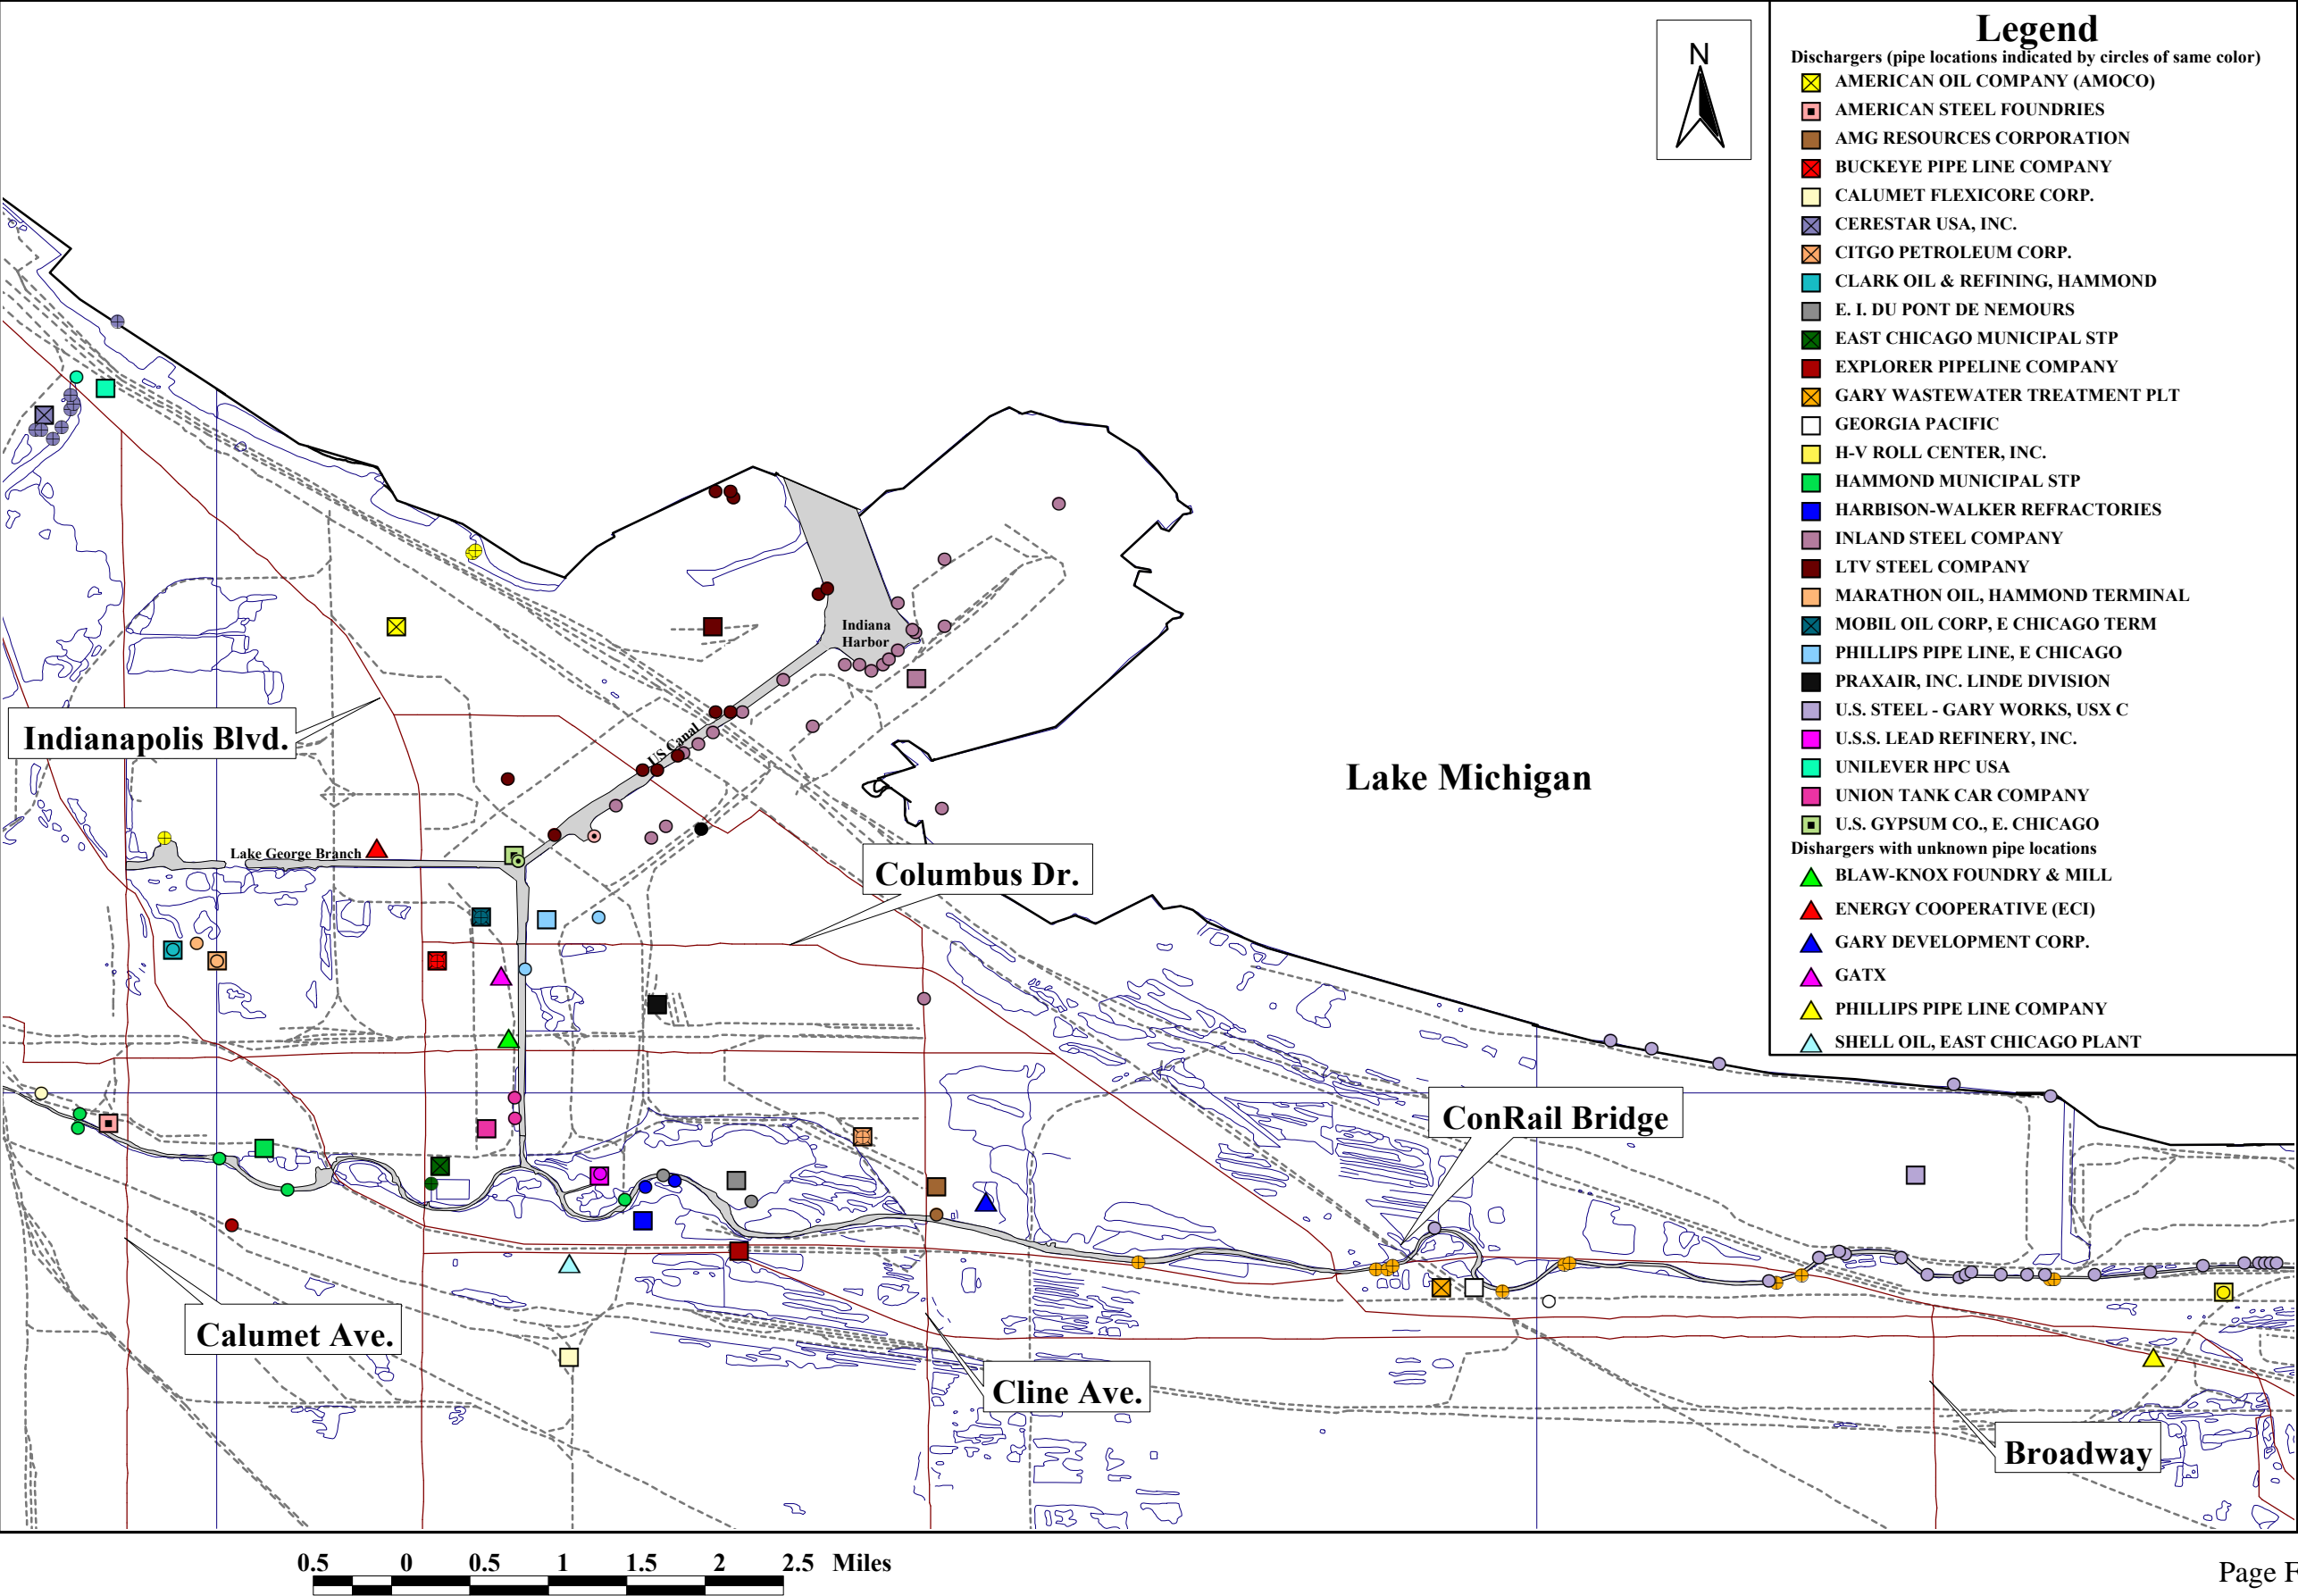 N
Legend
Dischargers (pipe locations indicated by circles of same color)
AMERICAN OIL COMPANY (AMOCO)
AMERICAN STEEL FOUNDRIES
AMG RESOURCES CORPORATION
BUCKEYE PIPE LINE COMPANY
CALUMET FLEXICORE CORP.
CERESTAR USA, INC.
CITGO PETROLEUM CORP.
CLARK OIL & REFINING, HAMMOND
E. I. DU PONT DE NEMOURS
EAST CHICAGO MUNICIPAL STP
EXPLORER PIPELINE COMPANY
GARY WASTEWATER TREATMENT PLT
GEORGIA PACIFIC
H-V ROLL CENTER, INC.
HAMMOND MUNICIPAL STP
HARBISON-WALKER REFRACTORIES
INLAND STEEL COMPANY
LTV STEEL COMPANY
MARATHON OIL, HAMMOND TERMINAL
MOBIL OIL CORP, E CHICAGO TERM
PHILLIPS PIPE LINE, E CHICAGO
PRAXAIR, INC. LINDE DIVISION
U.S. STEEL - GARY WORKS, USX C
U.S.S. LEAD REFINERY, INC.
UNILEVER HPC USA
UNION TANK CAR COMPANY
U.S. GYPSUM CO., E. CHICAGO
Dishargers with unknown pipe locations
BLAW-KNOX FOUNDRY & MILL
ENERGY COOPERATIVE (ECI)
GARY DEVELOPMENT CORP.
GATX
PHILLIPS PIPE LINE COMPANY
SHELL OIL, EAST CHICAGO PLANT
Indiana
Harbor
Indianapolis Blvd.
US Canal
Lake Michigan
Lake George Branch
Columbus Dr.
ConRail Bridge
Calumet Ave.
Cline Ave.
Broadway
0.5 0 0.5 1 1.5 2 2.5 Miles
Page F